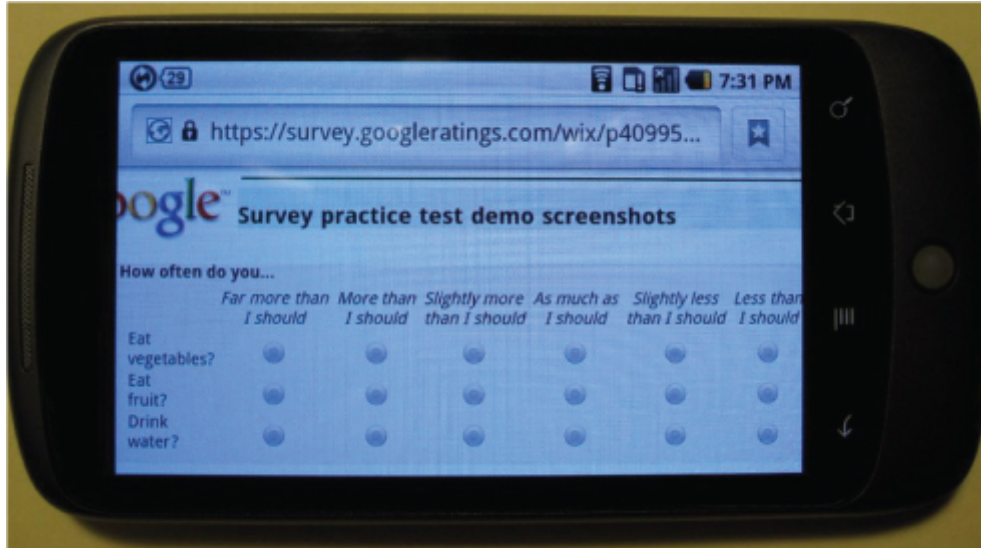 29 7:31 PM
https://survey.googleratings.com/wix/p40995...
oogle™ Survey practice test demo screenshots
How often do you...
Far more than More than Slightly more As much as Slightly less Less than
I should I should than I should I should than I should I should
Eat
vegetables?
Eat
fruit?
Drink
water?